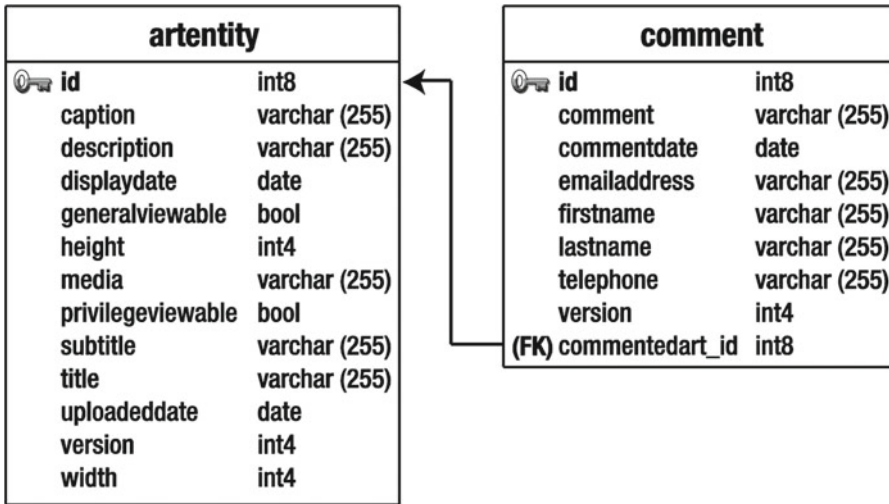 artentity
id int8
caption varchar (255)
description varchar (255)
displaydate date
generalviewable bool
height int4
media varchar (255)
privilegeviewable bool
subtitle varchar (255)
title varchar (255)
uploadeddate date
version int4
width int4
comment
id int8
comment varchar (255)
commentdate date
emailaddress varchar (255)
firstname varchar (255)
lastname varchar (255)
telephone varchar (255)
version int4
(FK) commentedart_id int8